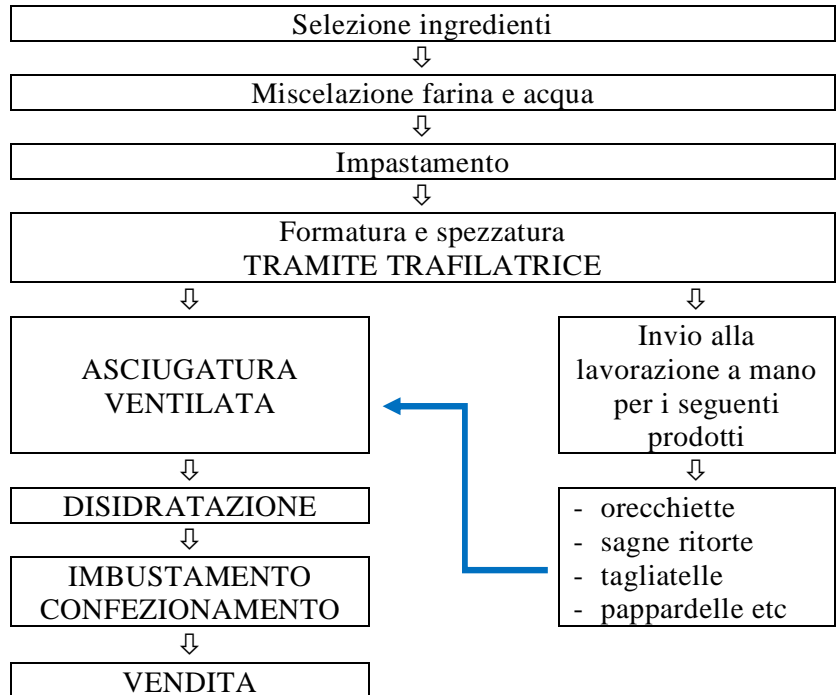 Selezione ingredienti
Miscelazione farina e acqua
Impastamento
Formatura e spezzatura
TRAMITE TRAFILATRICE
ASCIUGATURA
VENTILATA
Invio alla
lavorazione a mano
per i seguenti
prodotti
DISIDRATAZIONE
IMBUSTAMENTO
CONFEZIONAMENTO
VENDITA
- orecchiette
- sagne ritorte
- tagliatelle
- pappardelle etc